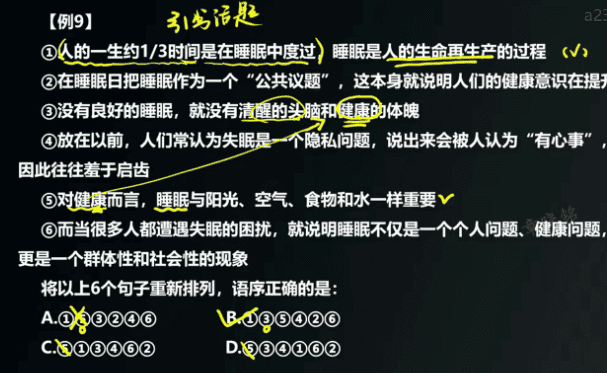 a23
【例9】 引出话题
①人的一生约1/3时间是在睡眠中度过，睡眠是人的生命再生产的过程 (√)
②在睡眠日把睡眠作为一个“公共议题”，这本身就说明人们的健康意识在提升
③没有良好的睡眠，就没有清醒的头脑和健康的体魄
④放在以前，人们常认为失眠是一个隐私问题，说出来会被人认为“有心事”，
因此往往羞于启齿
⑤对健康而言，睡眠与阳光、空气、食物和水一样重要
⑥而当很多人都遭遇失眠的困扰，就说明睡眠不仅是一个个人问题、健康问题，
更是一个群体性和社会性的现象
将以上6个句子重新排列，语序正确的是：
A.①⑤③②④⑥ B.①③⑤④②⑥
C.⑤①③④⑥② D.⑤③④①⑥②